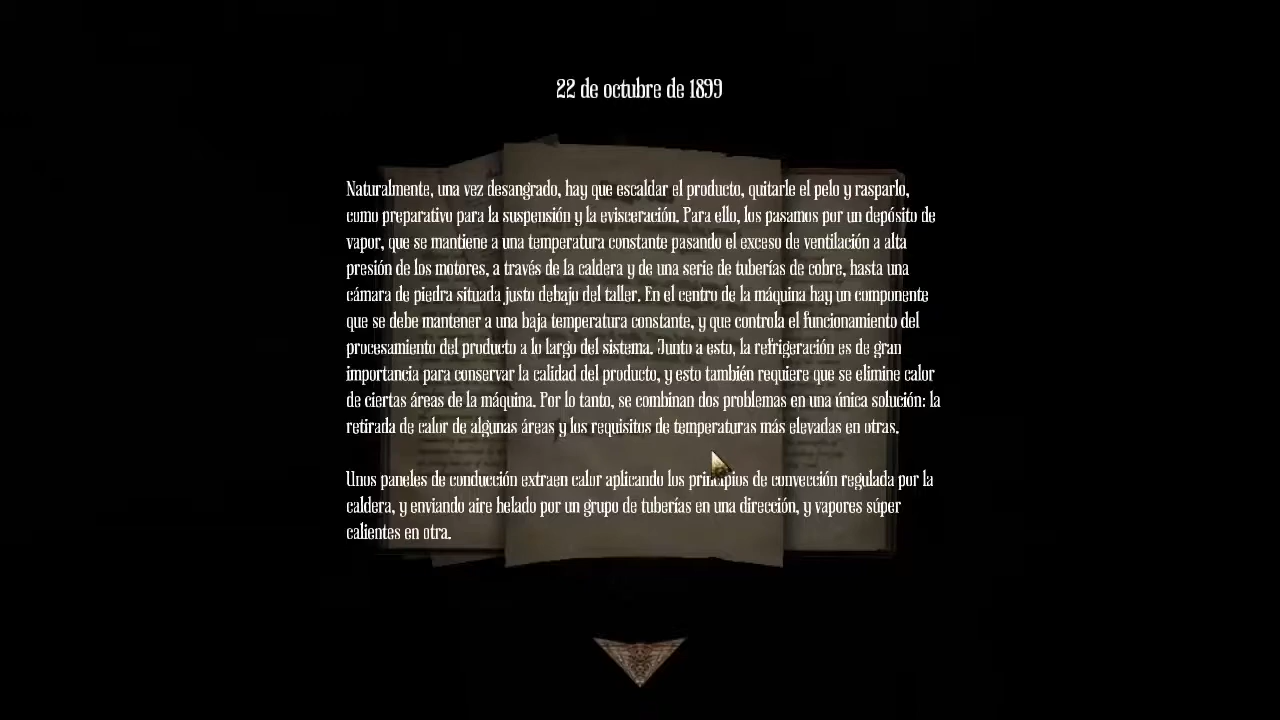 22 de octubre de 1899
Naturalmente, una vez desangrado, hay que escaldar el producto, quitarle el pelo y rasparlo,
como preparativo para la suspensión y la evisceración. Para ello, los pasamos por un depósito de
vapor, que se mantiene a una temperatura constante pasando el exceso de ventilación a alta
presión de los motores, a través de la caldera y de una serie de tuberías de cobre, hasta una
cámara de piedra situada justo debajo del taller. En el centro de la máquina hay un componente
que se debe mantener a una baja temperatura constante, y que controla el funcionamiento del
procesamiento del producto a lo largo del sistema. Junto a esto, la refrigeración es de gran
importancia para conservar la calidad del producto, y esto también requiere que se elimine calor
de ciertas áreas de la máquina. Por lo tanto, se combinan dos problemas en una única solución: la
retirada de calor de algunas áreas y los requisitos de temperaturas más elevadas en otras.
Unos paneles de conducción extraen calor aplicando los principios de convección regulada por la
caldera, y enviando aire helado por un grupo de tuberías en una dirección, y vapores súper
calientes en otra.